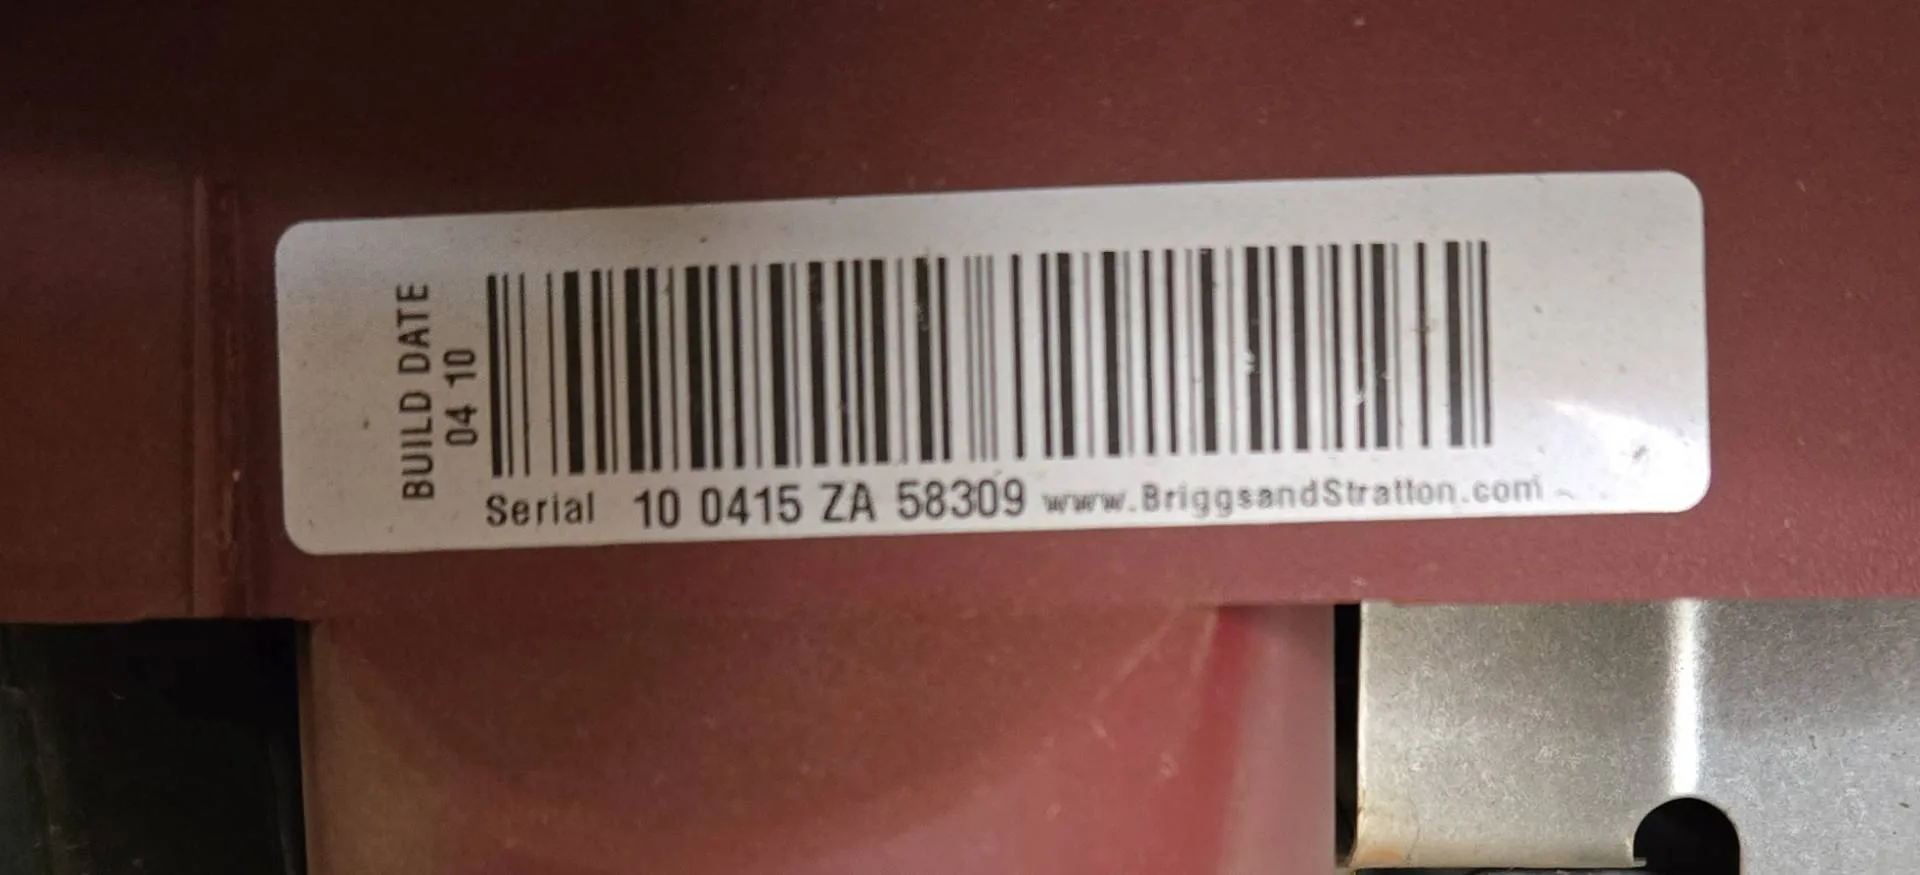 BUILD DATE
04 10
Serial 10 0415 ZA 58309 www.BriggsandStratton.com